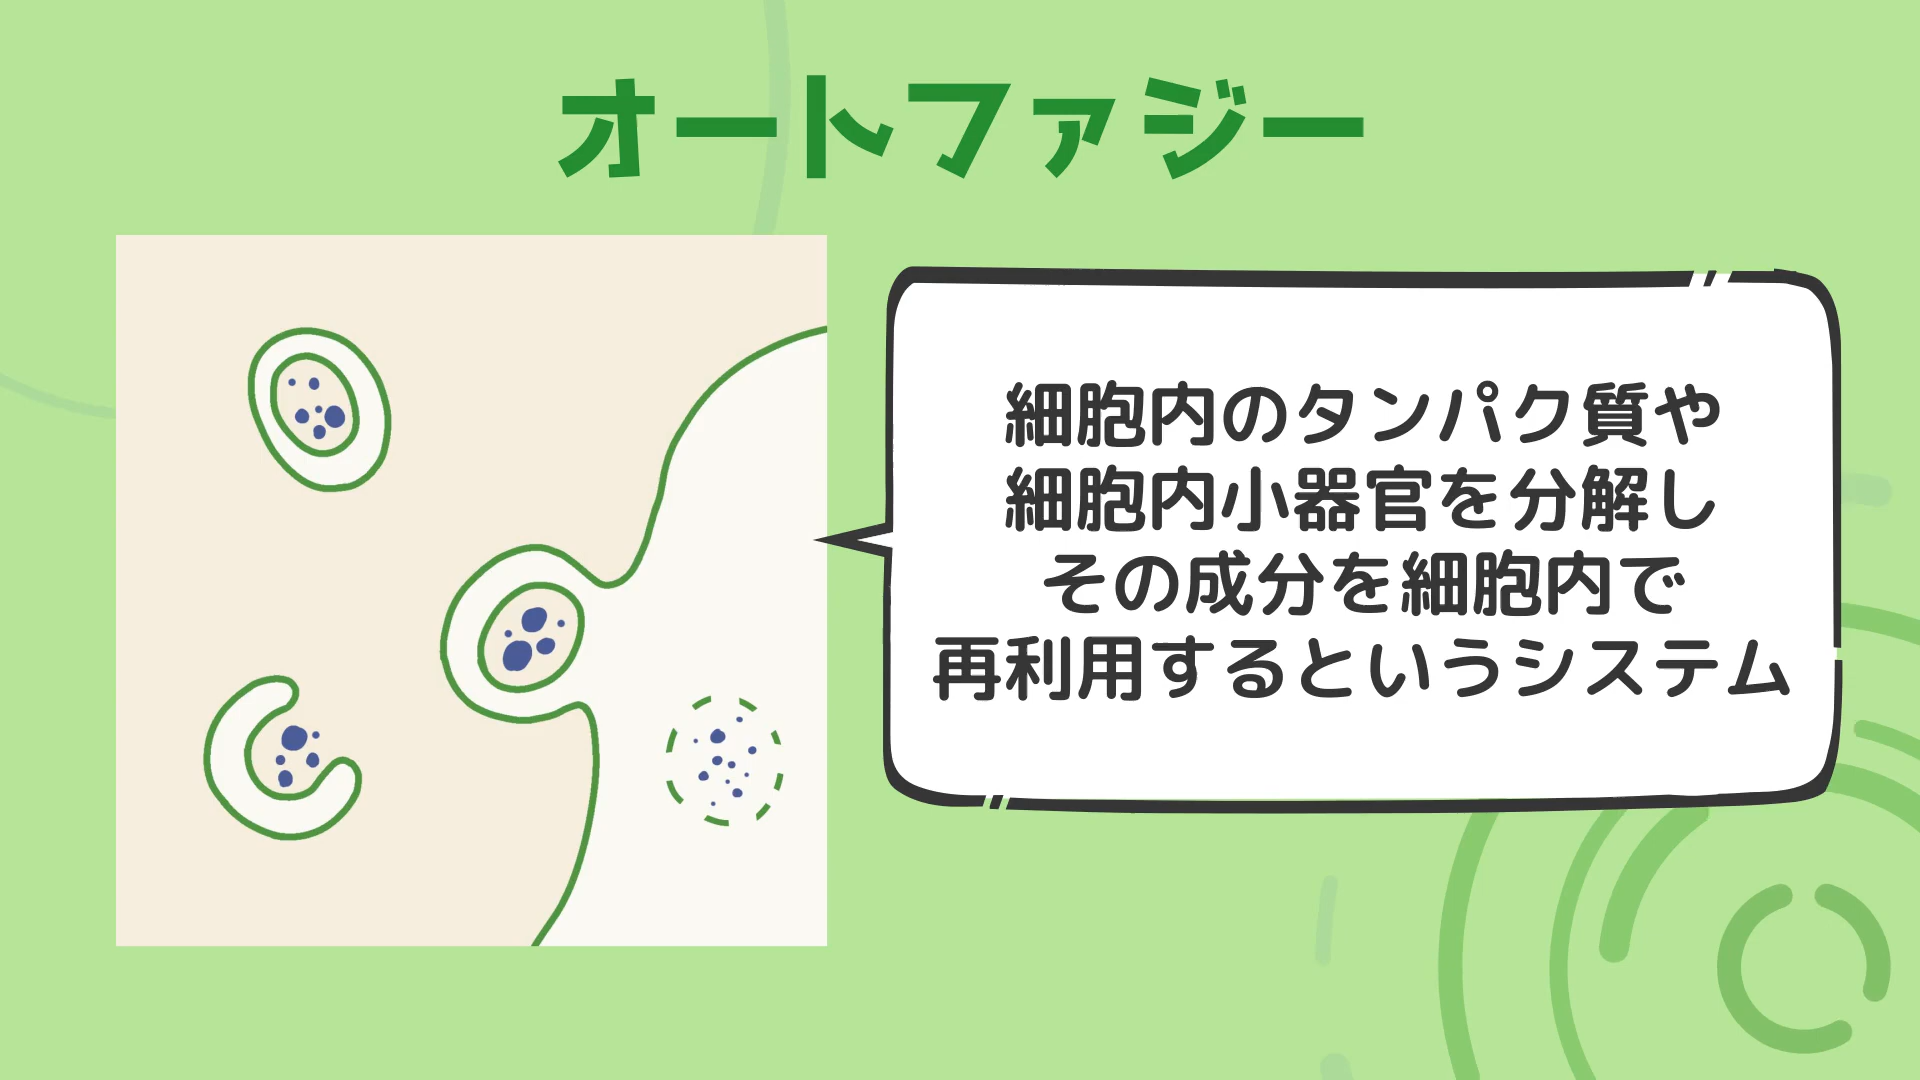 オートファジー
細胞内のタンパク質や
細胞内小器官を分解し
その成分を細胞内で
再利用するというシステム